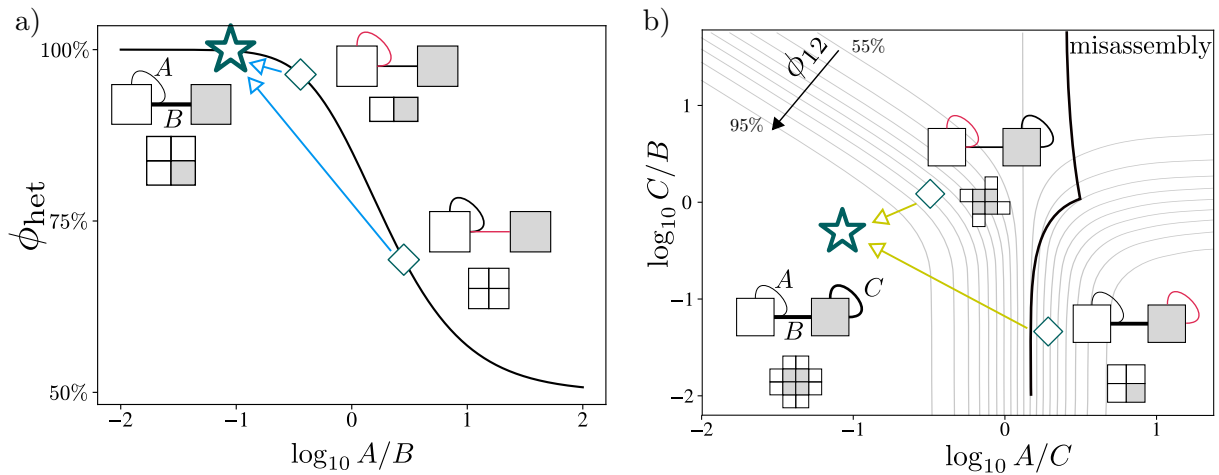 a)
100%
75%
50%
ϕhet
A
B
−2
−1
0
1
2
log10 A/B
b)
misassembly
ϕ12
55%
95%
1
0
−1
−2
log10 C/B
A
B
C
−2
−1
0
1
log10 A/C